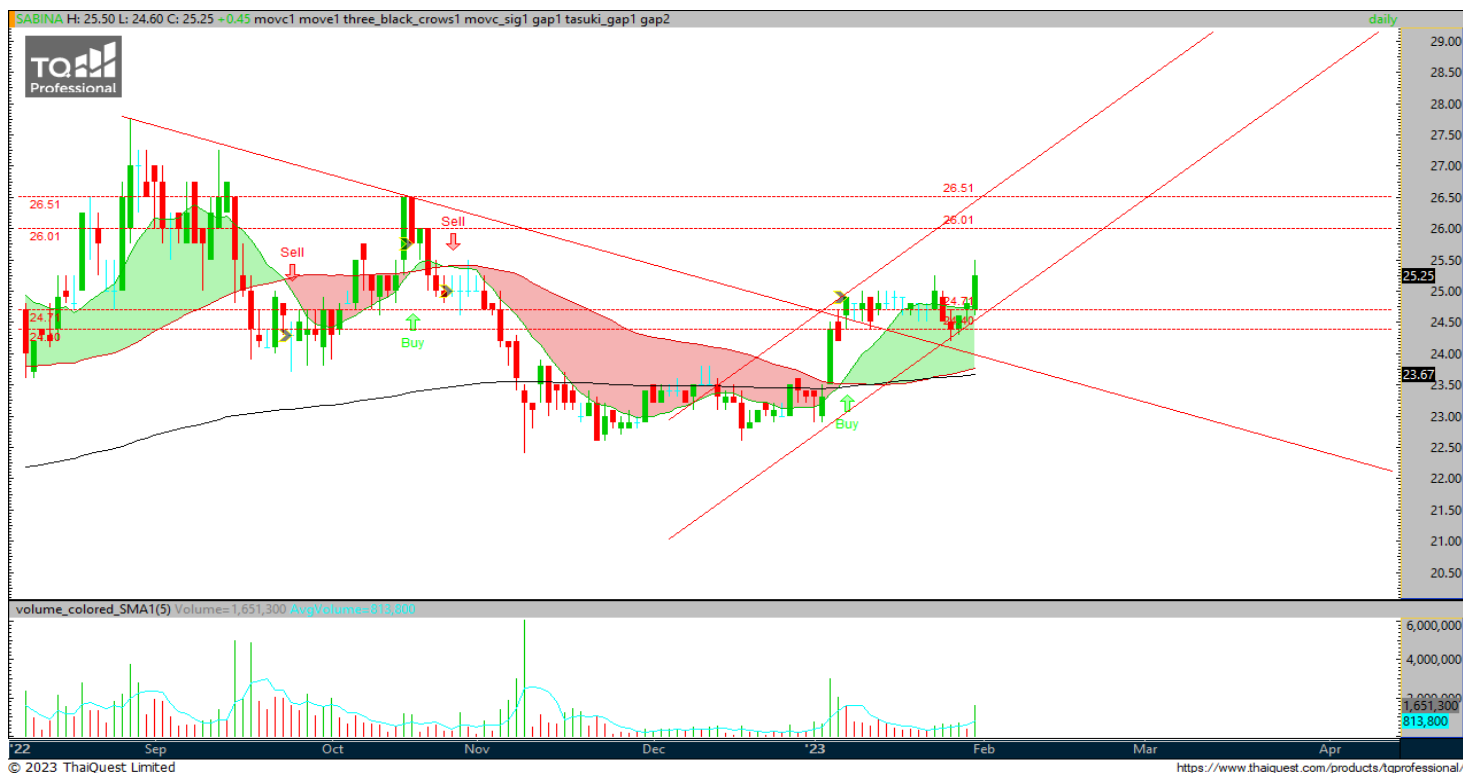 SABINA H: 25.50 L: 24.60 C: 25.25 +0.45 movc1 move1 three_black_crows1 movc_sig1 gap1 tasuki_gap1 gap2 daily
TQ
Professional
29.00
28.50
28.00
27.50
27.00
26.51 26.51 26.50
26.01 26.01 26.00
Sell Sell
25.50
25.25
25.00
24.71 24.71
24.40 24.40 24.50
Buy
24.00
23.67
23.50
Buy
23.00
22.50
22.00
21.50
21.00
20.50
volume_colored_SMA1(5) Volume=1,651,300 AvgVolume=813,800
6,000,000
4,000,000
2,000,000
1,651,300
813,800
'22 Sep Oct Nov Dec '23 Feb Mar Apr
© 2023 ThaiQuest Limited https://www.thaiquest.com/products/tqprofessional/